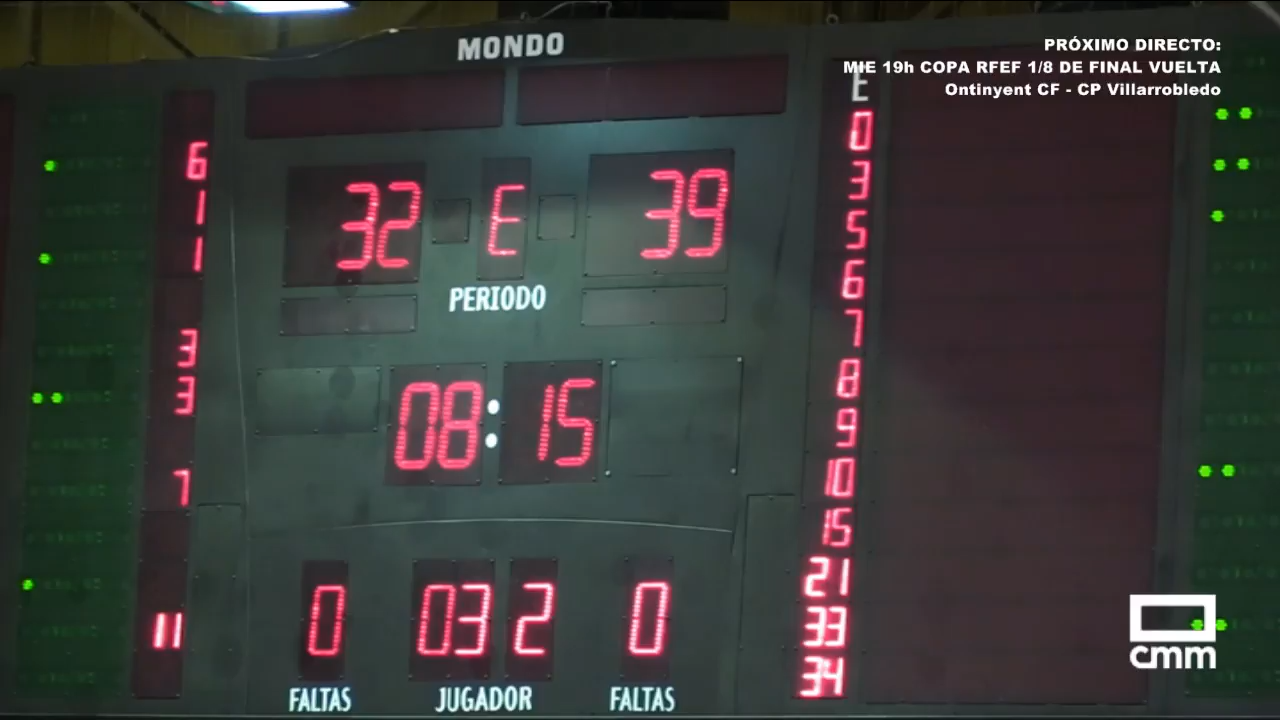 MONDO
PRÓXIMO DIRECTO:
MIE 19h COPA RFEF 1/8 DE FINAL VUELTA
Ontinyent CF - CP Villarrobledo
E
6
1
1
3
3
7
11
32 E 39
PERIODO
08:15
0 03 2 0
FALTAS JUGADOR FALTAS
0
3
5
6
7
8
9
10
15
21
33
34
cmm